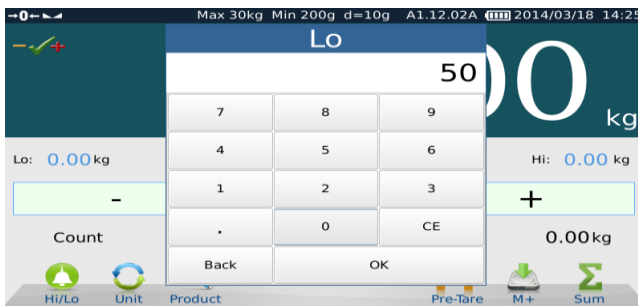 →0← Max 30kg Min 200g d=10g A1.12.02A 2014/03/18 14:25
Lo
50
00
kg
7 8 9
4 5 6
1 2 3
. 0 CE
Back OK
Lo: 0.00 kg
Hi: 0.00 kg
- +
Count
0.00kg
Hi/Lo Unit Product Pre-Tare M+ Sum